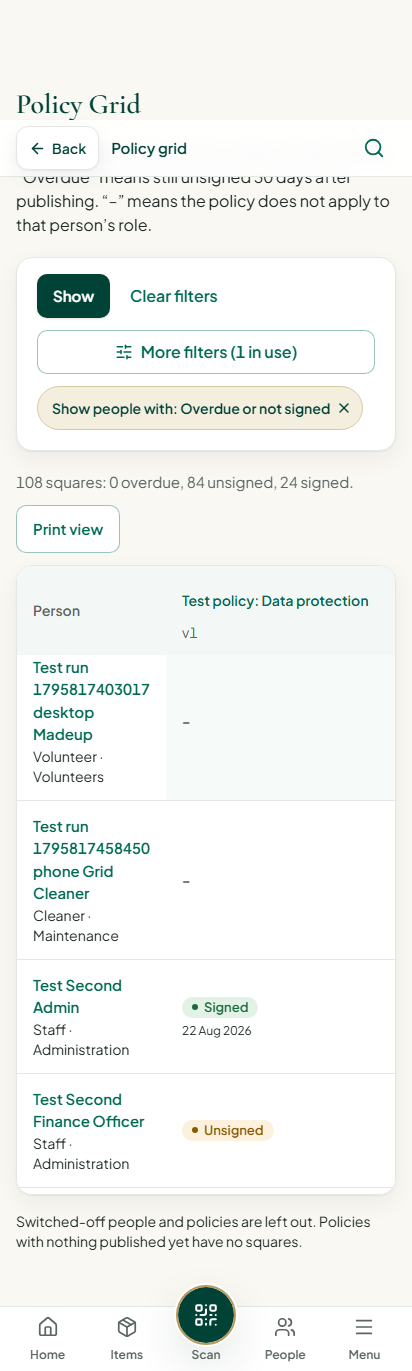 Policy Grid
Back
Policy grid
“Overdue” means still unsigned 30 days after
publishing. “–” means the policy does not apply to
that person’s role.
Show
Clear filters
More filters (1 in use)
Show people with: Overdue or not signed ×
108 squares: 0 overdue, 84 unsigned, 24 signed.
Print view
Person
Test policy: Data protection
v1
Test run
1795817403017
desktop
Madeup
Volunteer ·
Volunteers
–
Test run
1795817458450
phone Grid
Cleaner
Cleaner ·
Maintenance
–
Test Second
Admin
Staff ·
Administration
Signed
22 Aug 2026
Test Second
Finance Officer
Staff ·
Administration
Unsigned
Switched-off people and policies are left out. Policies
with nothing published yet have no squares.
Home
Items
Scan
People
Menu